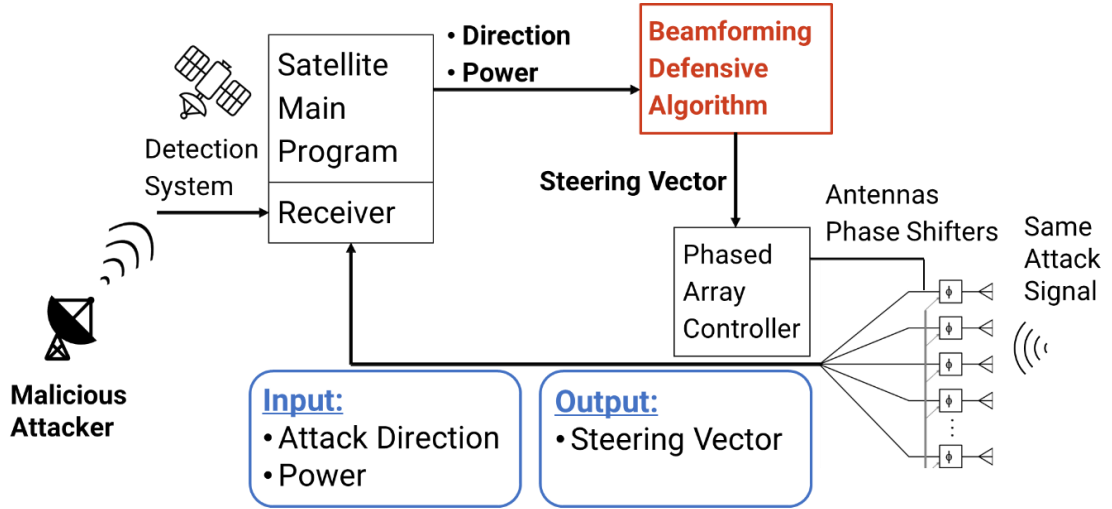 • Direction
• Power
Beamforming
Defensive
Algorithm
Satellite
Main
Program
Detection
System
Receiver
Steering Vector
Antennas
Phase Shifters
Same
Attack
Signal
Phased
Array
Controller
ϕ
ϕ
ϕ
ϕ
ϕ
Malicious
Attacker
Input:
• Attack Direction
• Power
Output:
• Steering Vector